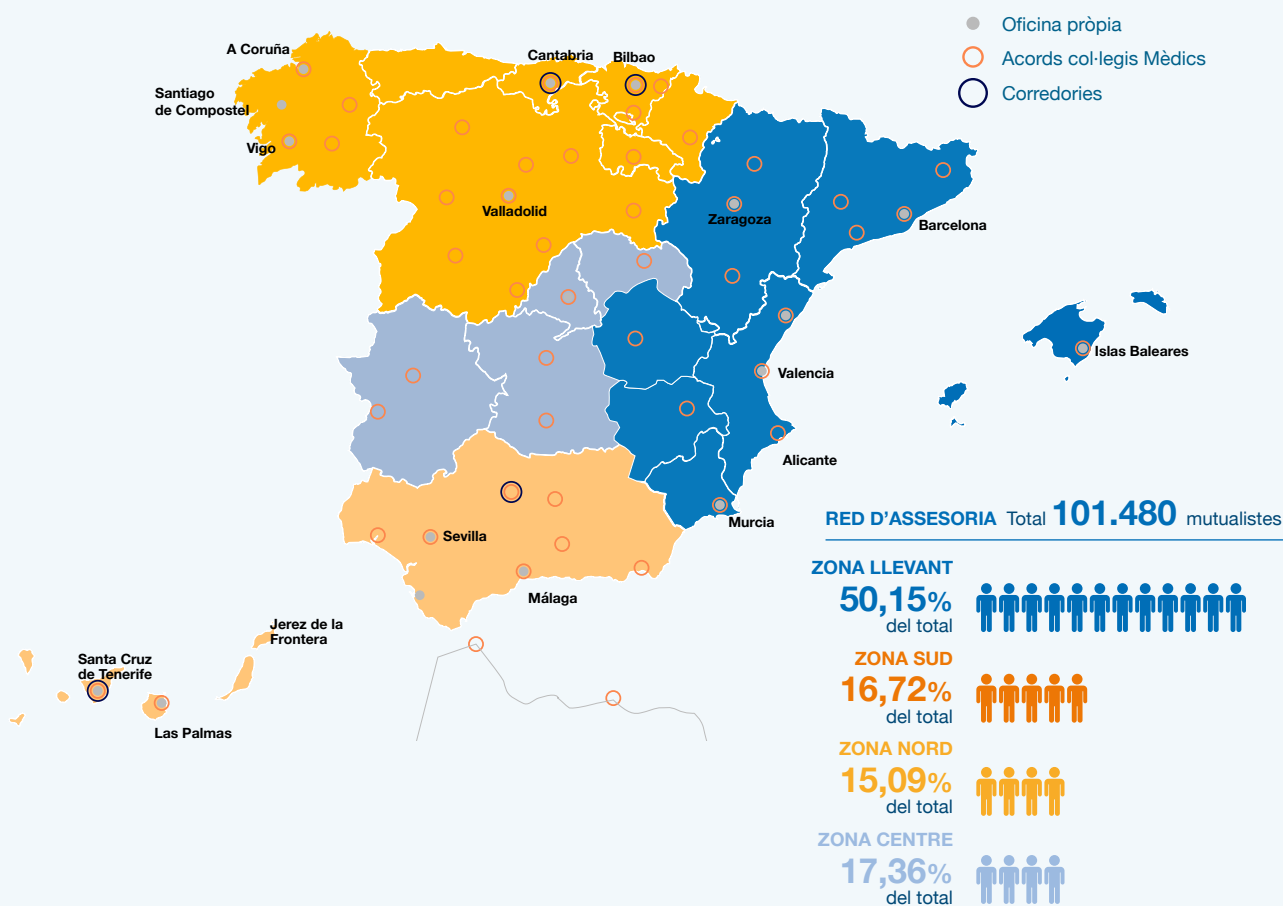 Oficina pròpia
Acords col·legis Mèdics
Corredories
A Coruña
Cantabria
Bilbao
Santiago
de Compostel
Vigo
Valladolid
Zaragoza
Barcelona
Islas Baleares
Valencia
Alicante
Murcia
Sevilla
Málaga
Jerez de la
Frontera
Santa Cruz
de Tenerife
Las Palmas
RED D’ASSESORIA Total 101.480 mutualistes
ZONA LLEVANT
50,15%
del total
ZONA SUD
16,72%
del total
ZONA NORD
15,09%
del total
ZONA CENTRE
17,36%
del total